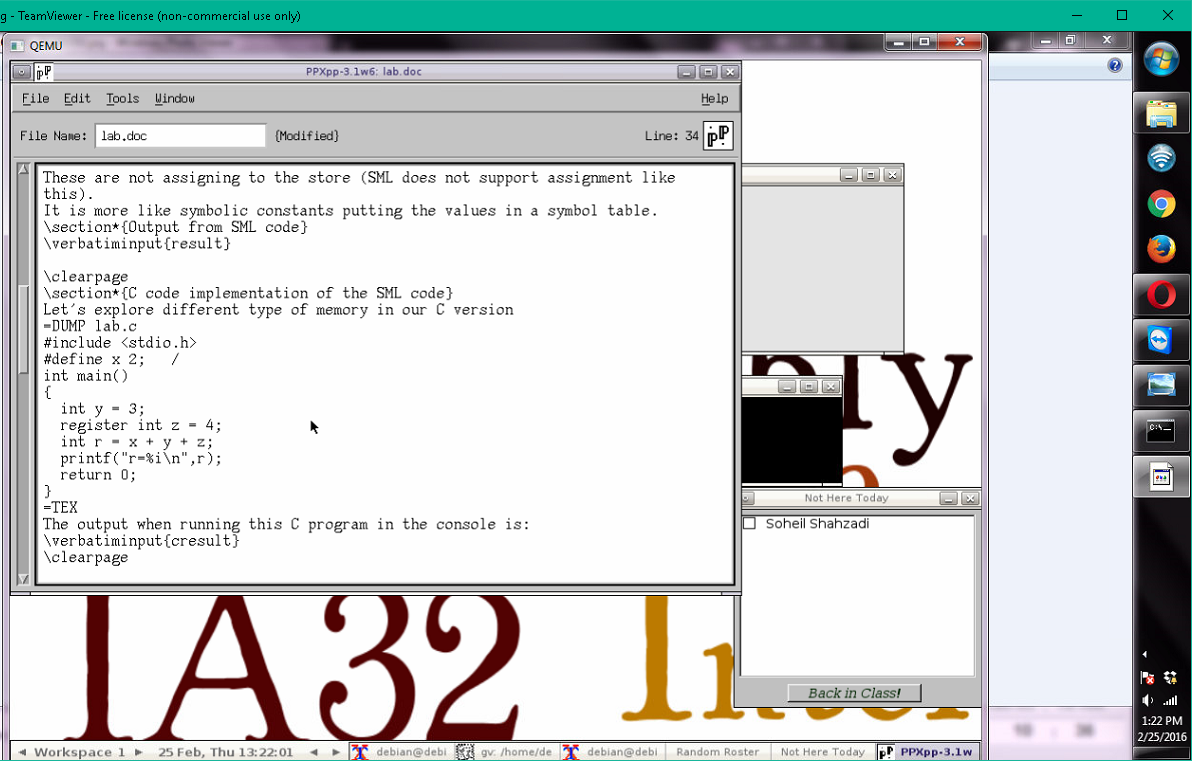 g - TeamViewer - Free license (non-commercial use only)
QEMU
PPXpp-3.1w6: lab.doc
File Edit Tools Window Help
File Name: lab.doc {Modified} Line: 34
These are not assigning to the store (SML does not support assignment like
this).
It is more like symbolic constants putting the values in a symbol table.
\section*{Output from SML code}
\verbatiminput{result}
\clearpage
\section*{C code implementation of the SML code}
Let's explore different type of memory in our C version
=DUMP lab.c
#include <stdio.h>
#define x 2;   /
int main()
{
  int y = 3;
  register int z = 4;
  int r = x + y + z;
  printf("r=%i\n",r);
  return 0;
}
=TEX
The output when running this C program in the console is:
\verbatiminput{cresult}
\clearpage
Not Here Today
Soheil Shahzadi
Back in Class!
IA32
Workspace 1 25 Feb, Thu 13:22:01 debian@debi gv: /home/de debian@debi Random Roster Not Here Today PPXpp-3.1w
1:22 PM
2/25/2016